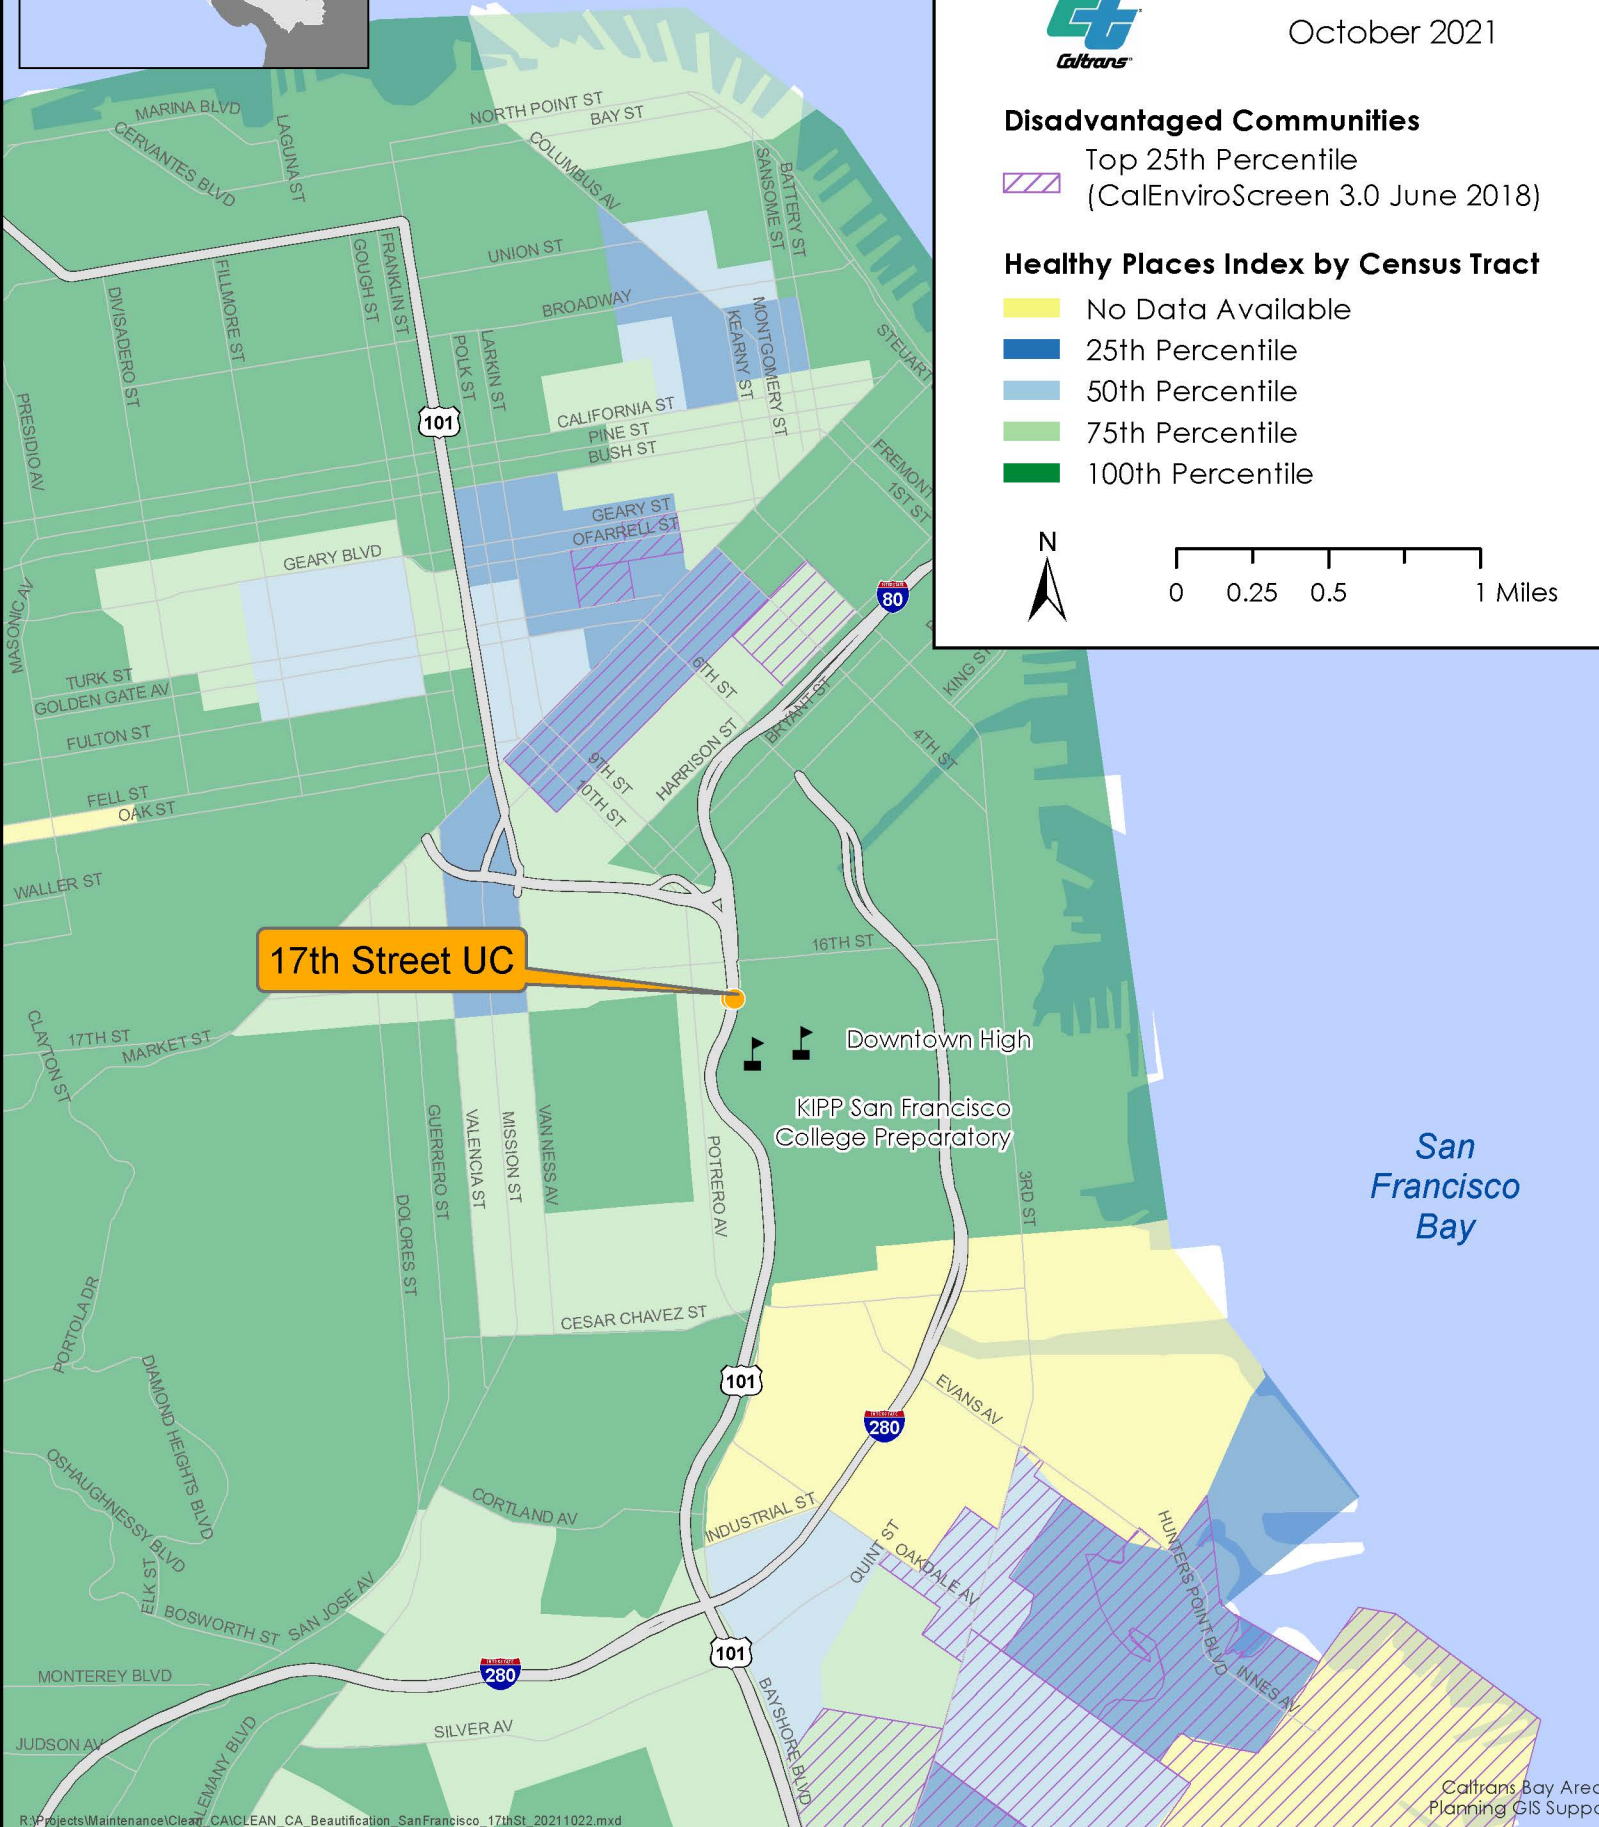 Caltrans
October 2021
Disadvantaged Communities
Top 25th Percentile
(CalEnviroScreen 3.0 June 2018)
Healthy Places Index by Census Tract
No Data Available
25th Percentile
50th Percentile
75th Percentile
100th Percentile
N
0 0.25 0.5 1 Miles
MARINA BLVD
CERVANTES BLVD
LAGUNA ST
NORTH POINT ST
BAY ST
COLUMBUS AV
SANSOME ST
BATTERY ST
UNION ST
GOUGH ST
FRANKLIN ST
FILLMORE ST
DIVISADERO ST
BROADWAY
POLK ST
LARKIN ST
KEARNY ST
MONTGOMERY ST
STEUART
PRESIDIO AV
101
CALIFORNIA ST
PINE ST
BUSH ST
FREMONT
1ST ST
GEARY ST
OFARRELL ST
GEARY BLVD
MASONIC AV
INTERSTATE
80
TURK ST
GOLDEN GATE AV
FULTON ST
6TH ST
KING ST
BRYANT ST
HARRISON ST
4TH ST
9TH ST
10TH ST
FELL ST
OAK ST
WALLER ST
16TH ST
17th Street UC
17TH ST
MARKET ST
CLAYTON ST
Downtown High
KIPP San Francisco
College Preparatory
San
Francisco
Bay
GUERRERO ST
VALENCIA ST
MISSION ST
VAN NESS AV
POTRERO AV
3RD ST
DOLORES ST
PORTOLA DR
CESAR CHAVEZ ST
DIAMOND HEIGHTS BLVD
101
EVANS AV
INTERSTATE
280
OSHAUGHNESSY BLVD
CORTLAND AV
INDUSTRIAL ST
QUINT ST
OAKDALE AV
HUNTERS POINT BLVD
ELK ST
BOSWORTH ST
SAN JOSE AV
INNES AV
MONTEREY BLVD
INTERSTATE
280
101
BAYSHORE BLVD
SILVER AV
JUDSON AV
ALEMANY BLVD
Caltrans Bay Area
Planning GIS Suppo
R:\Projects\Maintenance\Clean_CA\CLEAN_CA_Beautification_SanFrancisco_17thSt_20211022.mxd